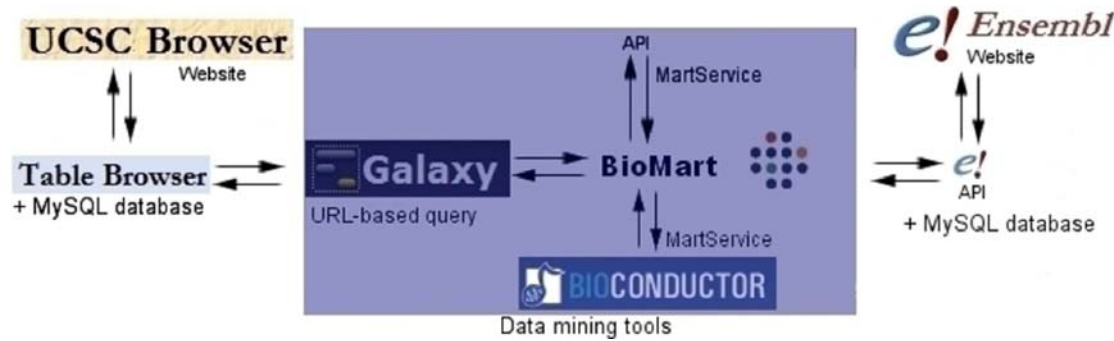 UCSC Browser
Website
Table Browser
+ MySQL database
API
MartService
Galaxy
URL-based query
BioMart
MartService
BIOCONDUCTOR
Data mining tools
e! Ensembl
Website
e!
API
+ MySQL database